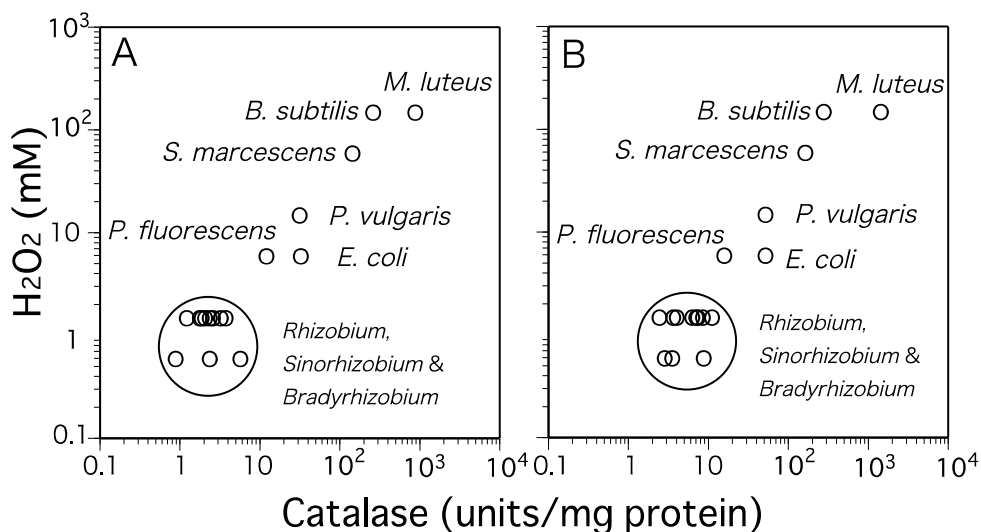 A
10³
10²
10
1
0.1
H₂O₂ (mM)
M. luteus
B. subtilis
S. marcescens
P. vulgaris
P. fluorescens
E. coli
Rhizobium,
Sinorhizobium &
Bradyrhizobium
0.1 1 10 10² 10³ 10⁴
B
M. luteus
B. subtilis
S. marcescens
P. vulgaris
P. fluorescens
E. coli
Rhizobium,
Sinorhizobium &
Bradyrhizobium
0.1 1 10 10² 10³ 10⁴
Catalase (units/mg protein)